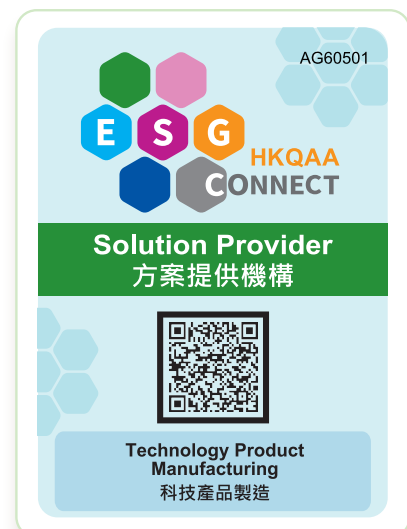 AG60501
ESG
HKQAA
CONNECT
Solution Provider
方案提供機構
Technology Product
Manufacturing
科技產品製造